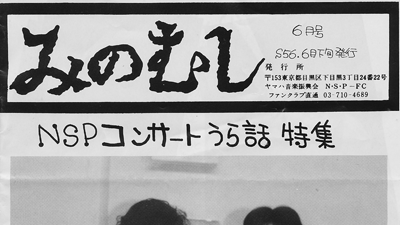 みのむし
6月号
S56.6月下旬発行
発行所
〒153東京都目黒区下目黒3丁目24番22号
ヤマハ音楽振興会 N・S・P-FC
ファンクラブ直通 03-710-4689
NSPコンサートうら話 特集